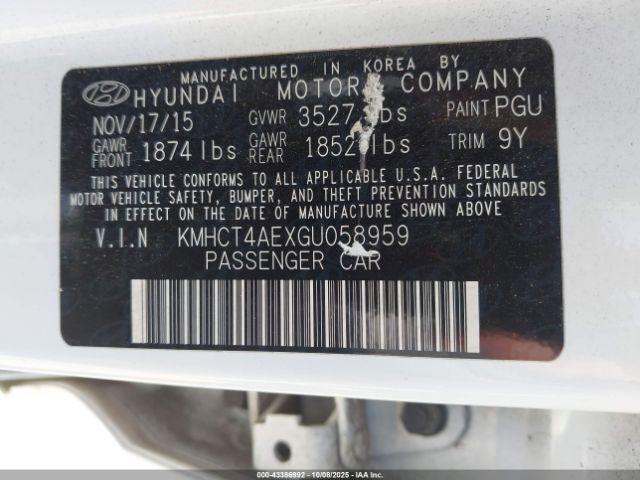 MANUFACTURED IN KOREA BY
HYUNDAI MOTOR COMPANY
NOV/17/15 GVWR 3527 lbs PAINT PGU
GAWR FRONT 1874 lbs GAWR REAR 1852 lbs TRIM 9Y
THIS VEHICLE CONFORMS TO ALL APPLICABLE U.S.A. FEDERAL
MOTOR VEHICLE SAFETY, BUMPER, AND THEFT PREVENTION STANDARDS
IN EFFECT ON THE DATE OF MANUFACTURE SHOWN ABOVE.
V.I.N KMHCT4AEXGU058959
PASSENGER CAR
000-43386992 - 10/08/2025 - IAAI.COM